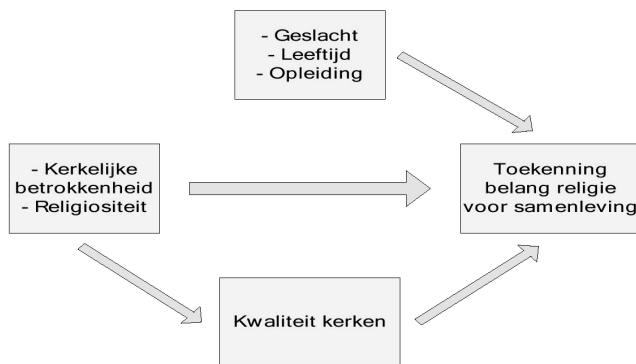 - Geslacht
- Leeftijd
- Opleiding
- Kerkelijke
betrokkenheid
- Religiositeit
Toekenning
belang religie
voor samenleving
Kwaliteit kerken